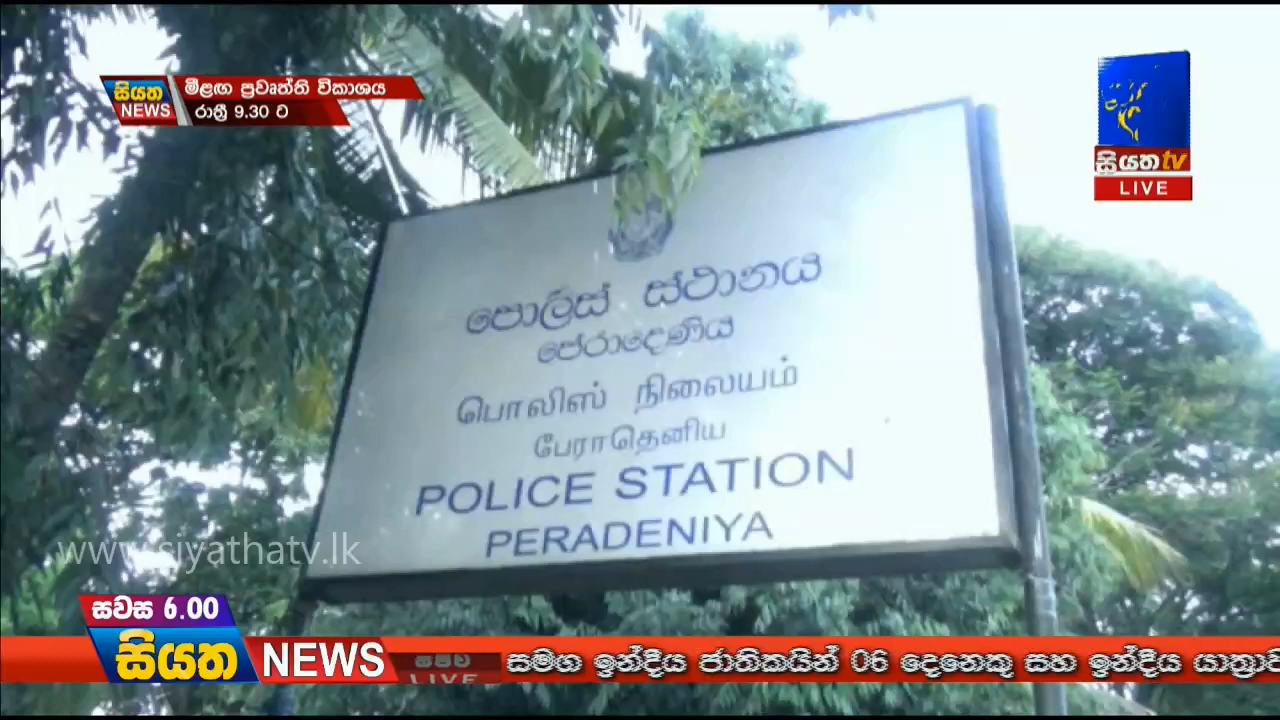 සියත
NEWS
මීළඟ ප්‍රවෘත්ති විකාශය
රාත්‍රී 9.30 ට
සියත tv
LIVE
පොලිස් ස්ථානය
පේරාදෙණිය
பொலிஸ் நிலையம்
பேராதெனிய
POLICE STATION
PERADENIYA
www.siyathatv.lk
සවස 6.00
සියත NEWS
LIVE
සමග ඉන්දීය ජාතිකයින් 06 දෙනෙකු සහ ඉන්දීය